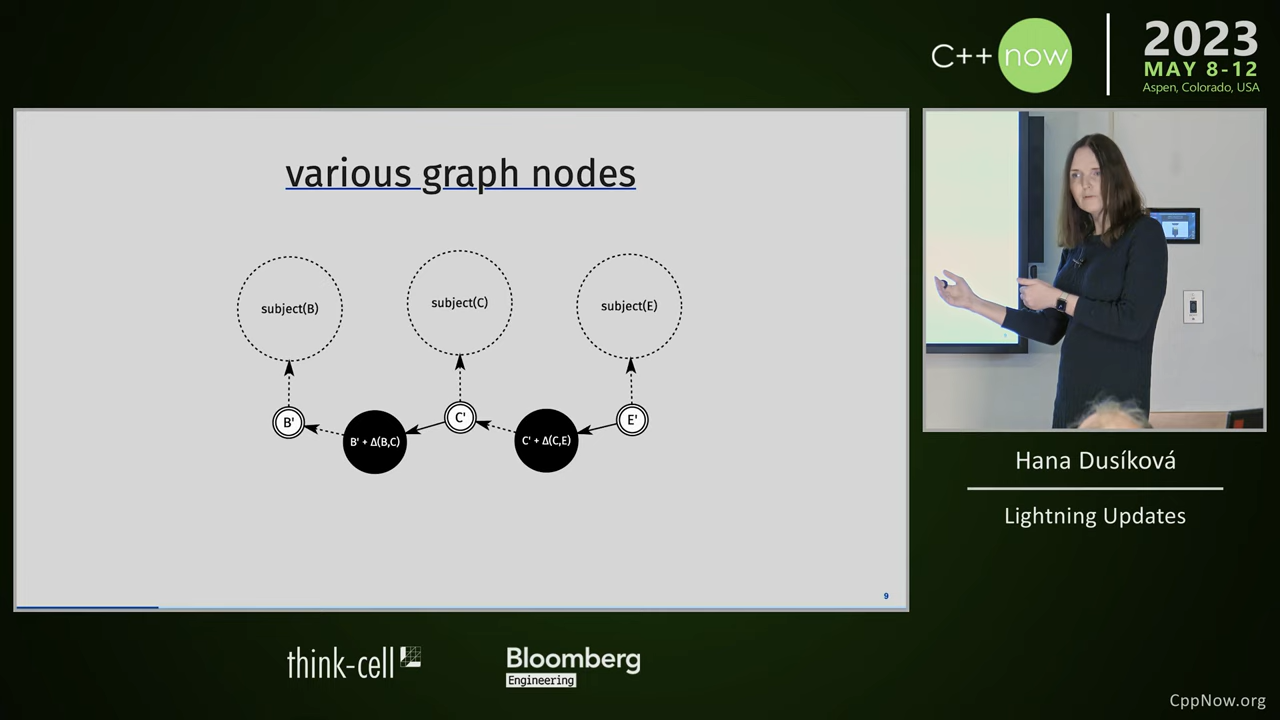 C++ now
2023
MAY 8-12
Aspen, Colorado, USA
various graph nodes
subject(B)
subject(C)
subject(E)
B'
B' + Δ(B,C)
C'
C' + Δ(C,E)
E'
9
Hana Dusíková
Lightning Updates
think-cell
Bloomberg
Engineering
CppNow.org